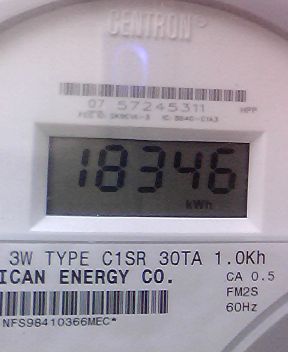 CENTRON®
07 57245311 HPP
18346
kWh
3W TYPE C1SR 30TA 1.0Kh
ICAN ENERGY CO. CA 0.5
FM2S
60Hz
NFS98410366MEC*